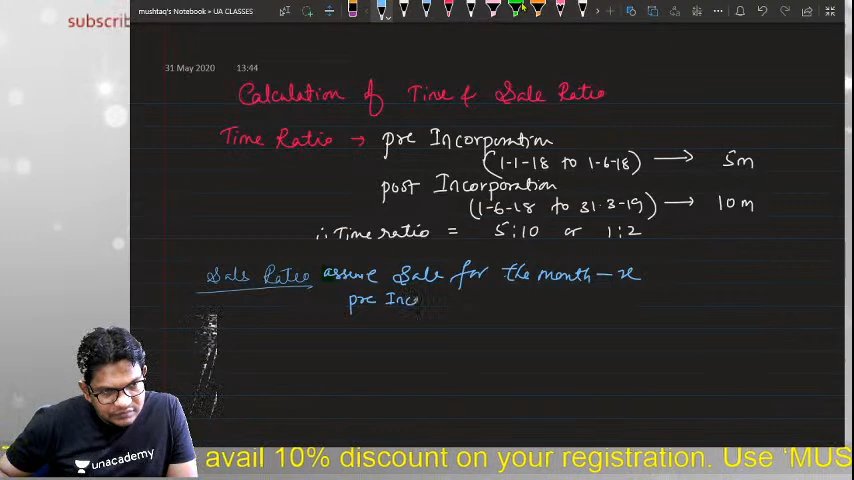 subscrib
mushtaq's Notebook » UA CLASSES
31 May 2020 13:44
Calculation of Time & Sale Ratio
Time Ratio → pre Incorporation
(1-1-18 to 1-6-18) → 5m
post Incorporation
(1-6-18 to 31.3-19) → 10m
∴ Time ratio = 5:10 or 1:2
Sals Ratio assume Sale for the month - x
pre Inc
unacademy
avail 10% discount on your registration. Use 'MUS